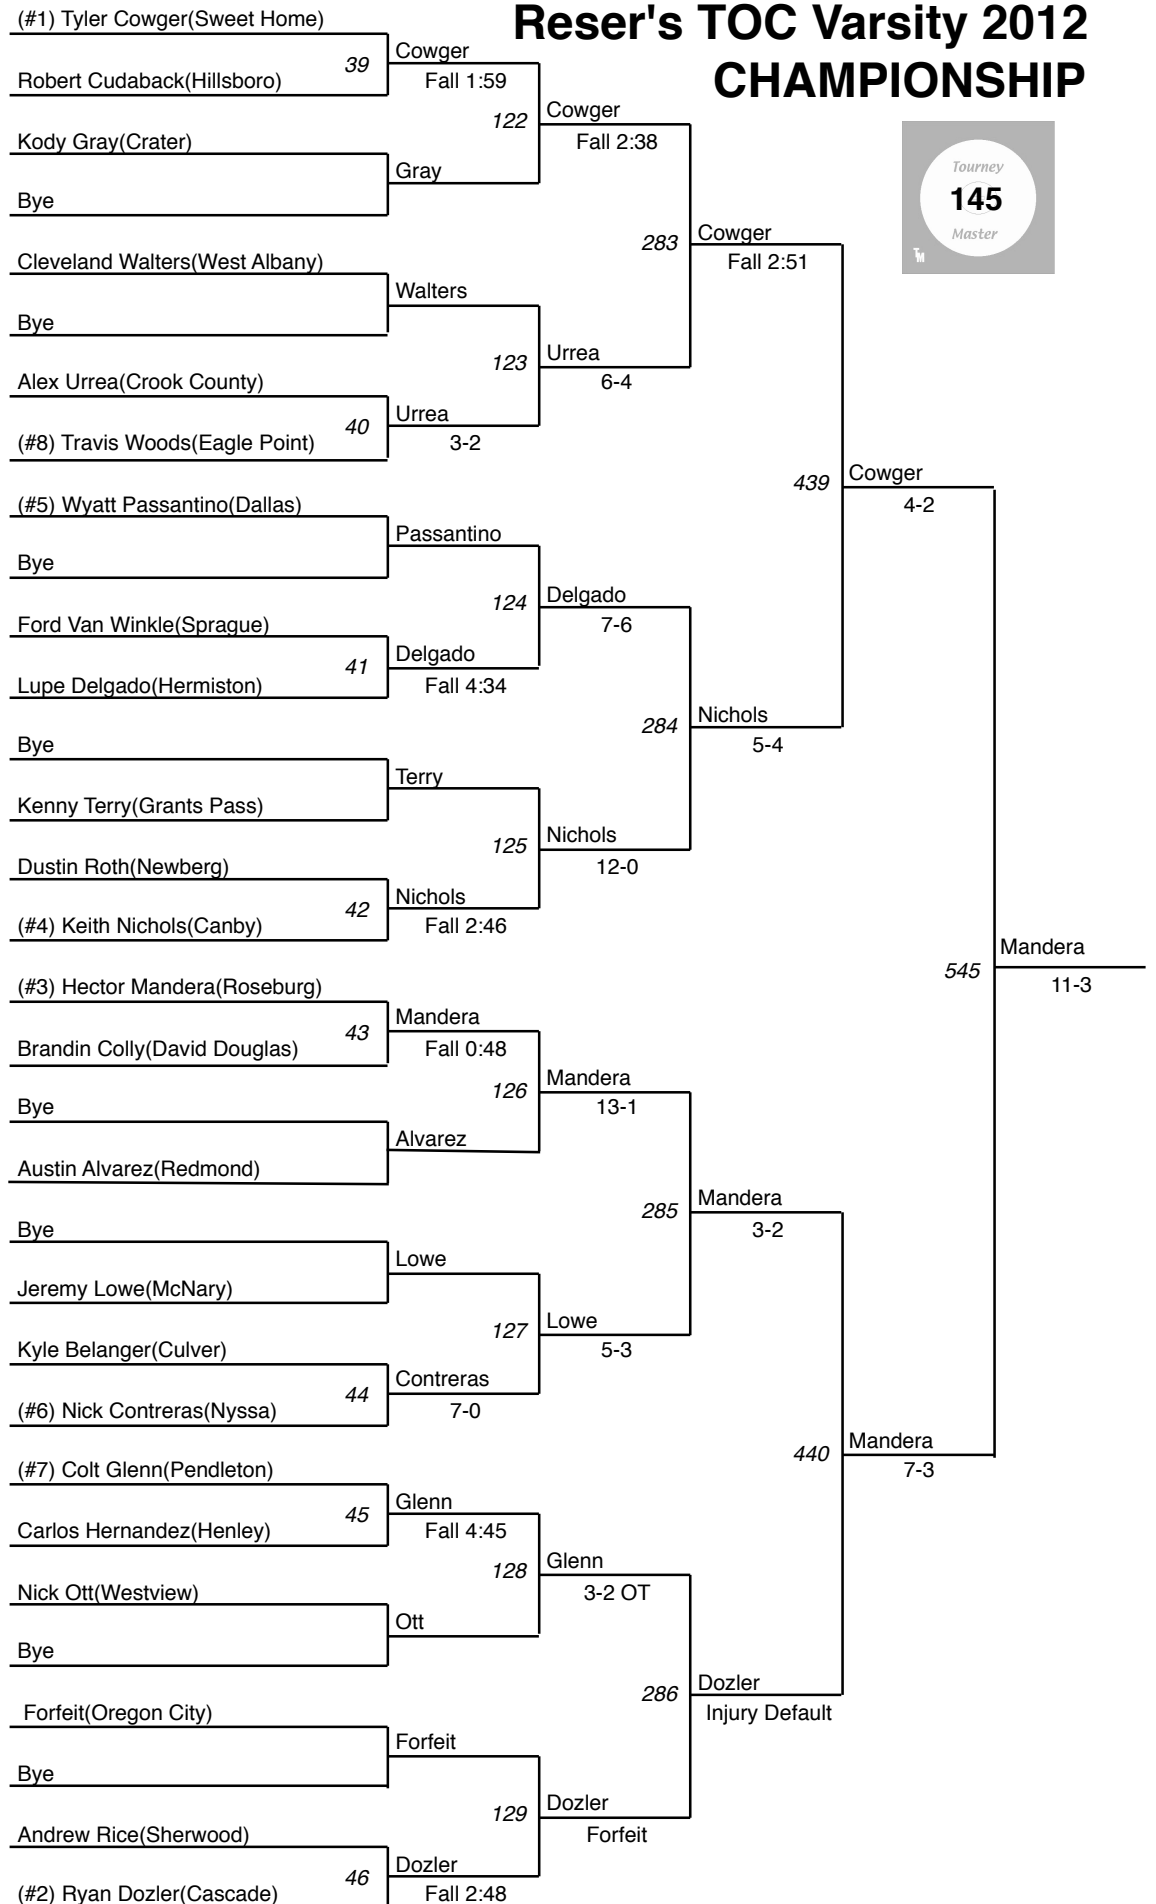 Reser's TOC Varsity 2012
CHAMPIONSHIP
Tourney
145
Master
TM
(#1) Tyler Cowger(Sweet Home)
39
Robert Cudaback(Hillsboro)
Cowger
Fall 1:59
122
Kody Gray(Crater)
Bye
Gray
Cowger
Fall 2:38
Cleveland Walters(West Albany)
Bye
Walters
123
Alex Urrea(Crook County)
40
(#8) Travis Woods(Eagle Point)
Urrea
3-2
Urrea
6-4
283
Cowger
Fall 2:51
(#5) Wyatt Passantino(Dallas)
Bye
Passantino
124
Ford Van Winkle(Sprague)
41
Lupe Delgado(Hermiston)
Delgado
Fall 4:34
Delgado
7-6
Bye
Kenny Terry(Grants Pass)
Terry
125
Dustin Roth(Newberg)
42
(#4) Keith Nichols(Canby)
Nichols
Fall 2:46
Nichols
12-0
284
Nichols
5-4
439
Cowger
4-2
(#3) Hector Mandera(Roseburg)
43
Brandin Colly(David Douglas)
Mandera
Fall 0:48
126
Bye
Austin Alvarez(Redmond)
Alvarez
Mandera
13-1
Bye
Jeremy Lowe(McNary)
Lowe
127
Kyle Belanger(Culver)
44
(#6) Nick Contreras(Nyssa)
Contreras
7-0
Lowe
5-3
285
Mandera
3-2
(#7) Colt Glenn(Pendleton)
45
Carlos Hernandez(Henley)
Glenn
Fall 4:45
128
Nick Ott(Westview)
Bye
Ott
Glenn
3-2 OT
Forfeit(Oregon City)
Bye
Forfeit
129
Andrew Rice(Sherwood)
46
(#2) Ryan Dozler(Cascade)
Dozler
Fall 2:48
Dozler
Forfeit
286
Dozler
Injury Default
440
Mandera
7-3
545
Mandera
11-3